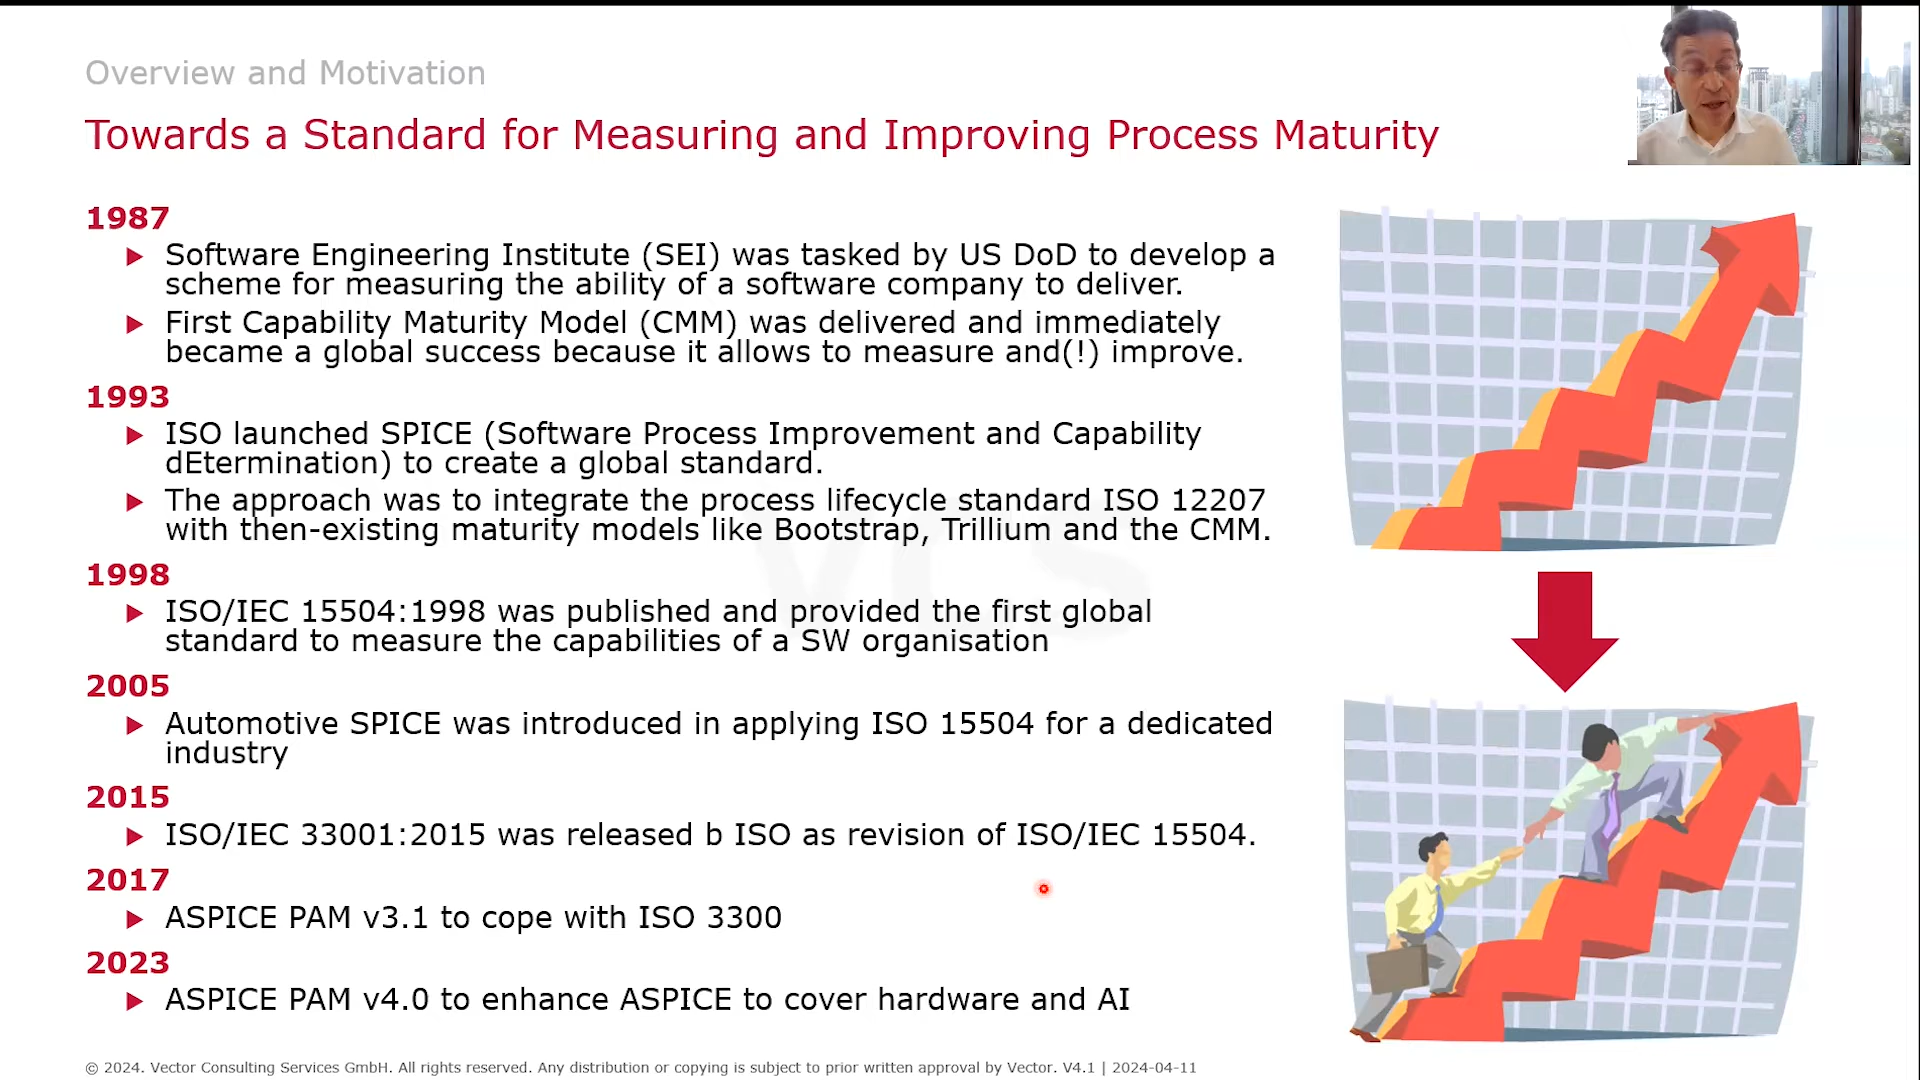 Overview and Motivation
Towards a Standard for Measuring and Improving Process Maturity
1987
Software Engineering Institute (SEI) was tasked by US DoD to develop a
scheme for measuring the ability of a software company to deliver.
First Capability Maturity Model (CMM) was delivered and immediately
became a global success because it allows to measure and(!) improve.
1993
ISO launched SPICE (Software Process Improvement and Capability
dEtermination) to create a global standard.
The approach was to integrate the process lifecycle standard ISO 12207
with then-existing maturity models like Bootstrap, Trillium and the CMM.
1998
ISO/IEC 15504:1998 was published and provided the first global
standard to measure the capabilities of a SW organisation
2005
Automotive SPICE was introduced in applying ISO 15504 for a dedicated
industry
2015
ISO/IEC 33001:2015 was released b ISO as revision of ISO/IEC 15504.
2017
ASPICE PAM v3.1 to cope with ISO 3300
2023
ASPICE PAM v4.0 to enhance ASPICE to cover hardware and AI
© 2024. Vector Consulting Services GmbH. All rights reserved. Any distribution or copying is subject to prior written approval by Vector. V4.1 | 2024-04-11